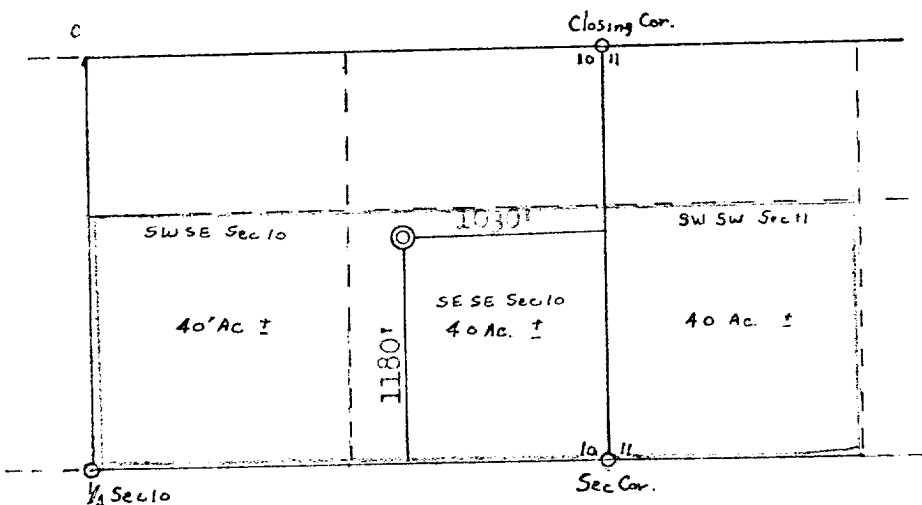 C
Closing Cor.
10 11
1030'
SW SE Sec 10
SW SW Sec 11
SE SE Sec 10
40' Ac ±
40 Ac. ±
40 Ac. ±
1180'
10 11
1/4 Sec 10
Sec Cor.